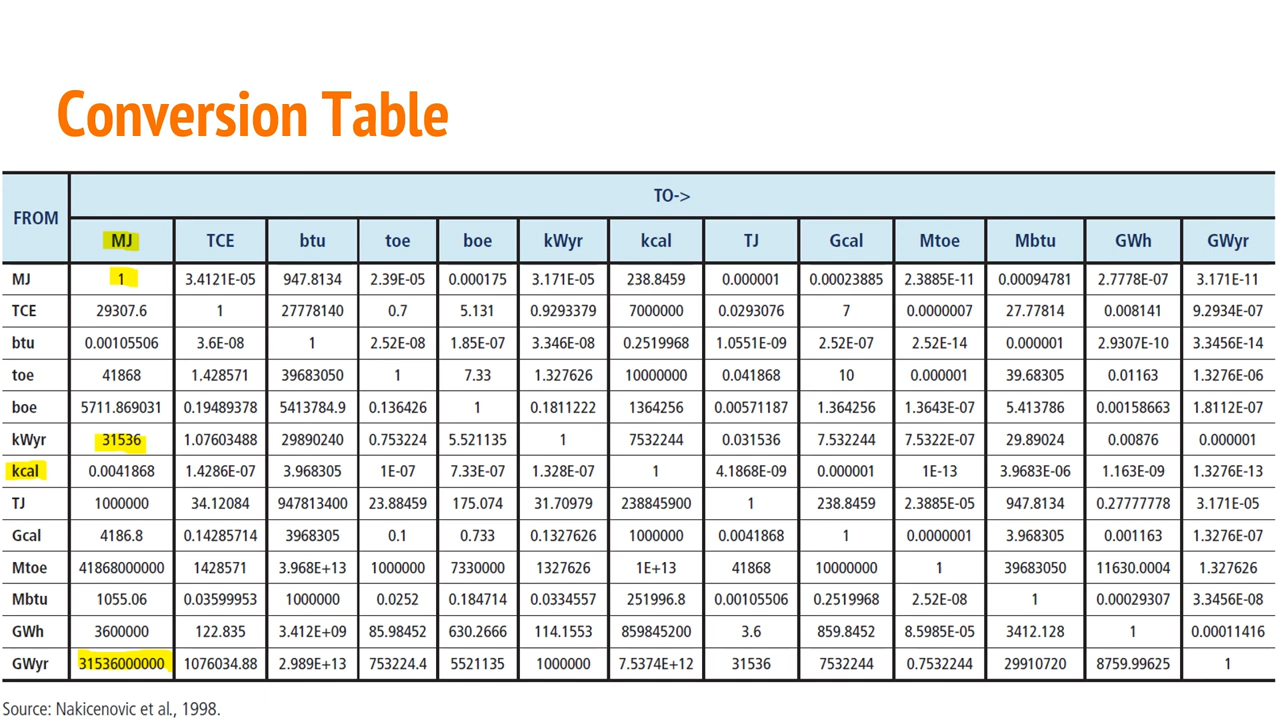 Conversion Table
FROM TO->
MJ TCE btu toe boe kWyr kcal TJ Gcal Mtoe Mbtu GWh GWyr
MJ 1 3.4121E-05 947.8134 2.39E-05 0.000175 3.171E-05 238.8459 0.000001 0.00023885 2.3885E-11 0.00094781 2.7778E-07 3.171E-11
TCE 29307.6 1 27778140 0.7 5.131 0.9293379 7000000 0.0293076 7 0.0000007 27.77814 0.008141 9.2934E-07
btu 0.00105506 3.6E-08 1 2.52E-08 1.85E-07 3.346E-08 0.2519968 1.0551E-09 2.52E-07 2.52E-14 0.000001 2.9307E-10 3.3456E-14
toe 41868 1.428571 39683050 1 7.33 1.327626 10000000 0.041868 10 0.000001 39.68305 0.01163 1.3276E-06
boe 5711.869031 0.19489378 5413784.9 0.136426 1 0.1811222 1364256 0.00571187 1.364256 1.3643E-07 5.413786 0.00158663 1.8112E-07
kWyr 31536 1.07603488 29890240 0.753224 5.521135 1 7532244 0.031536 7.532244 7.5322E-07 29.89024 0.00876 0.000001
kcal 0.0041868 1.4286E-07 3.968305 1E-07 7.33E-07 1.328E-07 1 4.1868E-09 0.000001 1E-13 3.9683E-06 1.163E-09 1.3276E-13
TJ 1000000 34.12084 947813400 23.88459 175.074 31.70979 238845900 1 238.8459 2.3885E-05 947.8134 0.27777778 3.171E-05
Gcal 4186.8 0.14285714 3968305 0.1 0.733 0.1327626 1000000 0.0041868 1 0.0000001 3.968305 0.001163 1.3276E-07
Mtoe 41868000000 1428571 3.968E+13 1000000 7330000 1327626 1E+13 41868 10000000 1 39683050 11630.0004 1.327626
Mbtu 1055.06 0.03599953 1000000 0.0252 0.184714 0.0334557 251996.8 0.00105506 0.2519968 2.52E-08 1 0.00029307 3.3456E-08
GWh 3600000 122.835 3.412E+09 85.98452 630.2666 114.1553 859845200 3.6 859.8452 8.5985E-05 3412.128 1 0.00011416
GWyr 31536000000 1076034.88 2.989E+13 753224.4 5521135 1000000 7.5374E+12 31536 7532244 0.7532244 29910720 8759.99625 1
Source: Nakicenovic et al., 1998.